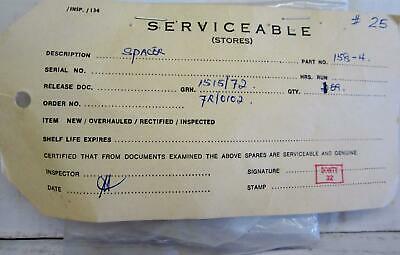 /INSP. /134
# 25
SERVICEABLE
(STORES)
DESCRIPTION SPACER PART NO. 158-4.
SERIAL NO. HRS. RUN
RELEASE DOC. GRH. 1515/72 QTY.
ORDER NO. 7R/0102
ITEM NEW / OVERHAULED / RECTIFIED / INSPECTED
SHELF LIFE EXPIRES
CERTIFIED THAT FROM DOCUMENTS EXAMINED THE ABOVE SPARES ARE SERVICEABLE AND GENUINE.
INSPECTOR SIGNATURE
DATE STAMP 32